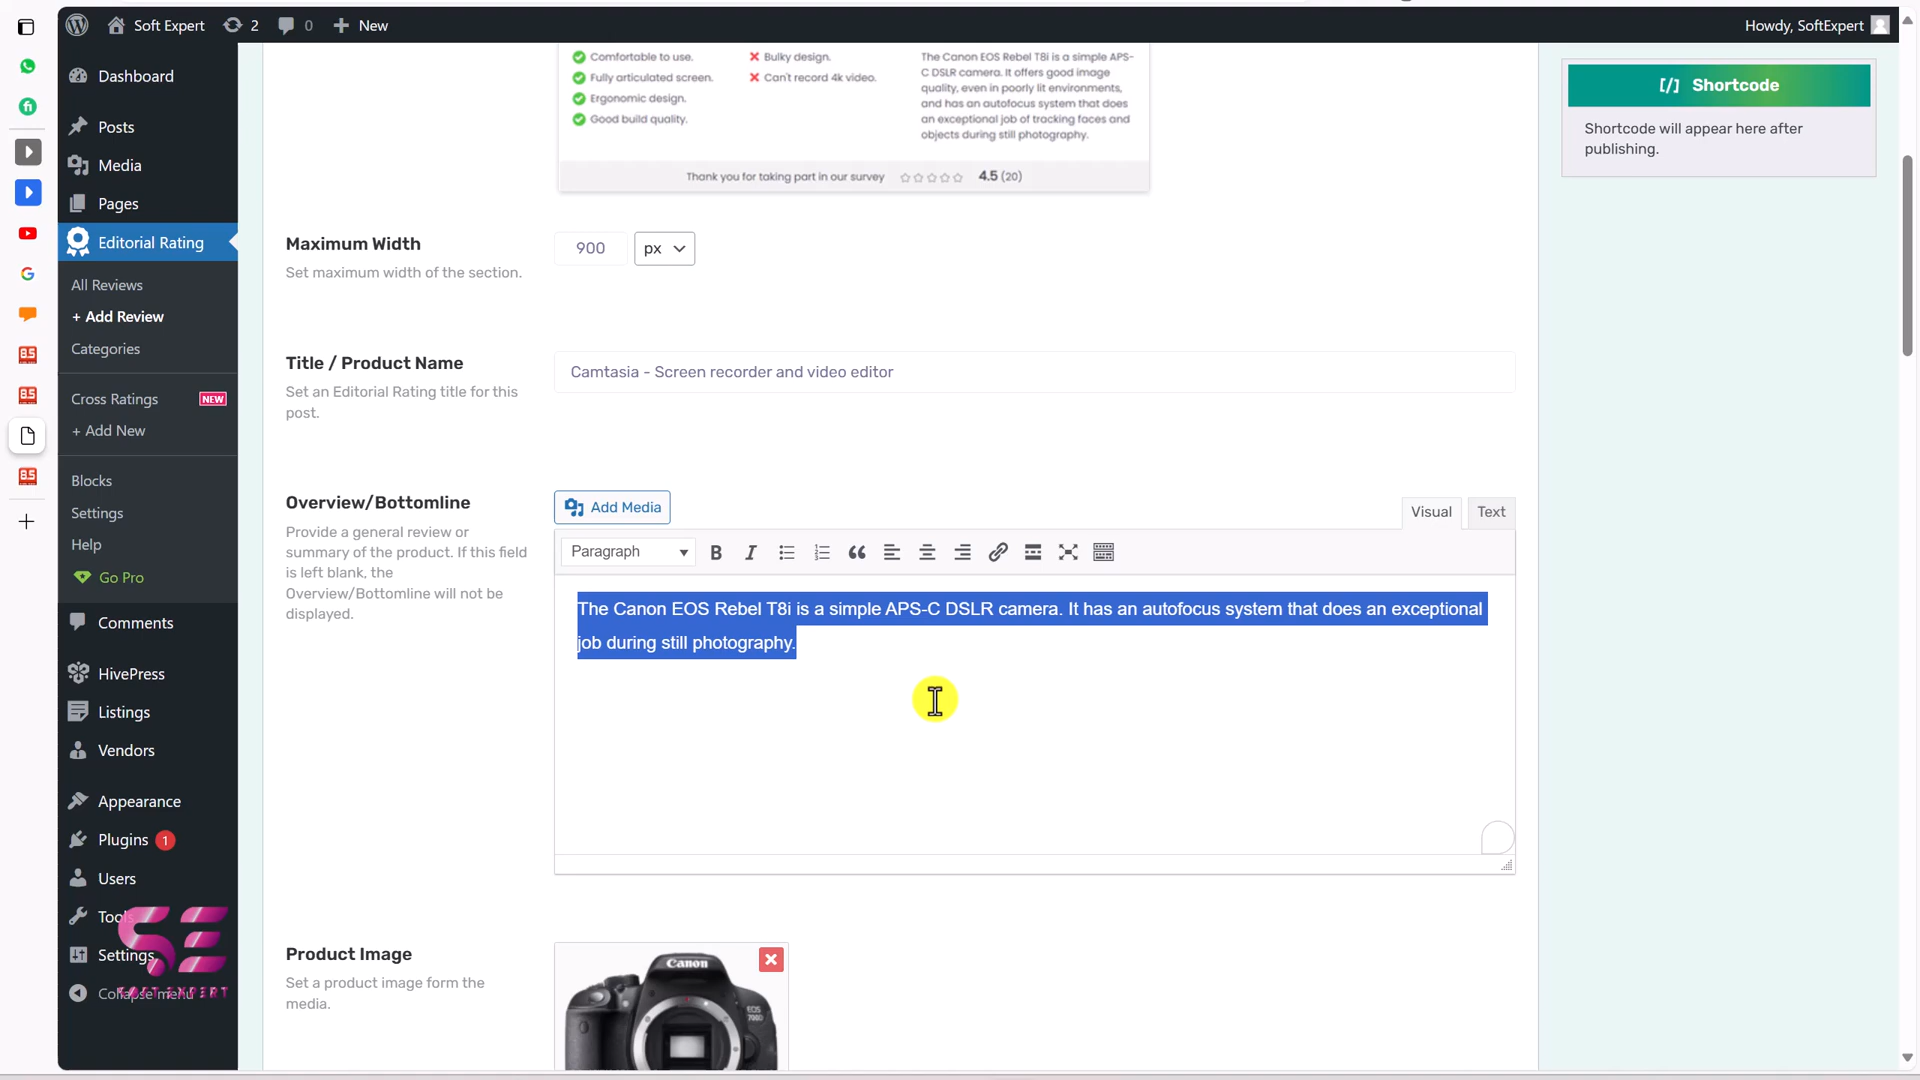 Soft Expert
2
0
New
Howdy, SoftExpert
Dashboard
Posts
Media
Pages
Editorial Rating
All Reviews
+ Add Review
Categories
Cross Ratings NEW
+ Add New
Blocks
Settings
Help
Go Pro
Comments
HivePress
Listings
Vendors
Appearance
Plugins 1
Users
Tools
Settings
Collapse menu
SOFT EXPERT
Comfortable to use.
Fully articulated screen.
Ergonomic design.
Good build quality.
Bulky design.
Can't record 4k video.
The Canon EOS Rebel T8i is a simple APS-
C DSLR camera. It offers good image
quality, even in poorly lit environments,
and has an autofocus system that does
an exceptional job of tracking faces and
objects during still photography.
Thank you for taking part in our survey 4.5 (20)
Maximum Width
Set maximum width of the section.
900 px
Title / Product Name
Set an Editorial Rating title for this
post.
Camtasia - Screen recorder and video editor
Overview/Bottomline
Provide a general review or
summary of the product. If this field
is left blank, the
Overview/Bottomline will not be
displayed.
Add Media
Visual Text
Paragraph
The Canon EOS Rebel T8i is a simple APS-C DSLR camera. It has an autofocus system that does an exceptional
job during still photography.
Product Image
Set a product image form the
media.
Canon
EOS
700D
[/] Shortcode
Shortcode will appear here after
publishing.